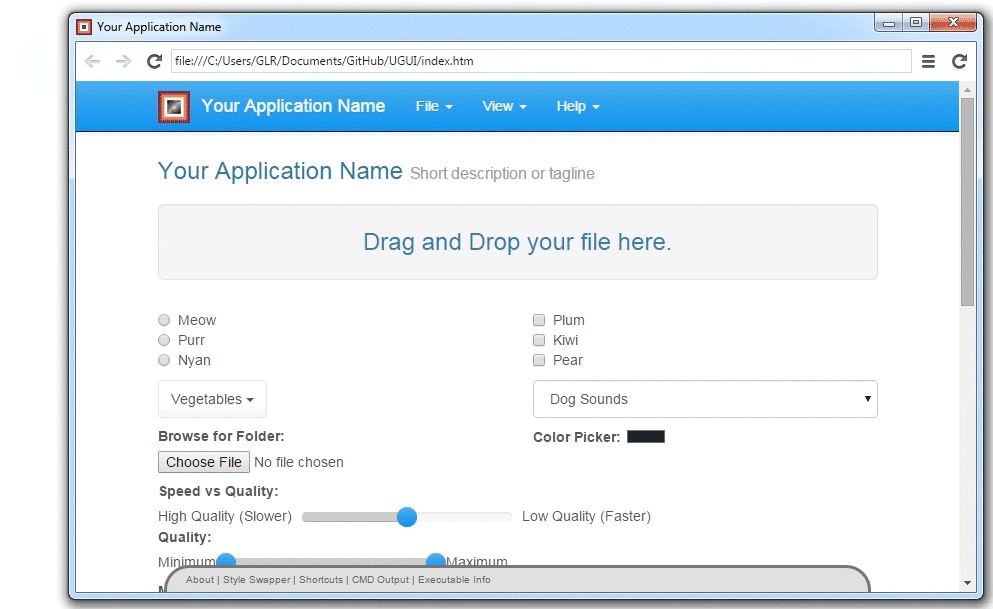 Your Application Name
file:///C:/Users/GLR/Documents/GitHub/UGUI/index.htm
Your Application Name File View Help
Your Application Name Short description or tagline
Drag and Drop your file here.
Meow
Purr
Nyan
Plum
Kiwi
Pear
Vegetables
Dog Sounds
Browse for Folder:
Choose File No file chosen
Color Picker:
Speed vs Quality:
High Quality (Slower) Low Quality (Faster)
Quality:
Minimum Maximum
About | Style Swapper | Shortcuts | CMD Output | Executable Info